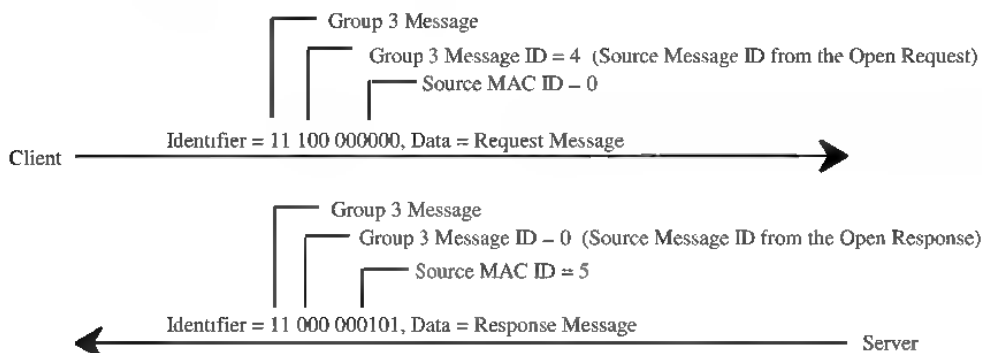 Group 3 Message
Group 3 Message ID = 4 (Source Message ID from the Open Request)
Source MAC ID – 0
Identifier = 11 100 000000, Data = Request Message
Client
Group 3 Message
Group 3 Message ID – 0 (Source Message ID from the Open Response)
Source MAC ID = 5
Identifier = 11 000 000101, Data = Response Message
Server